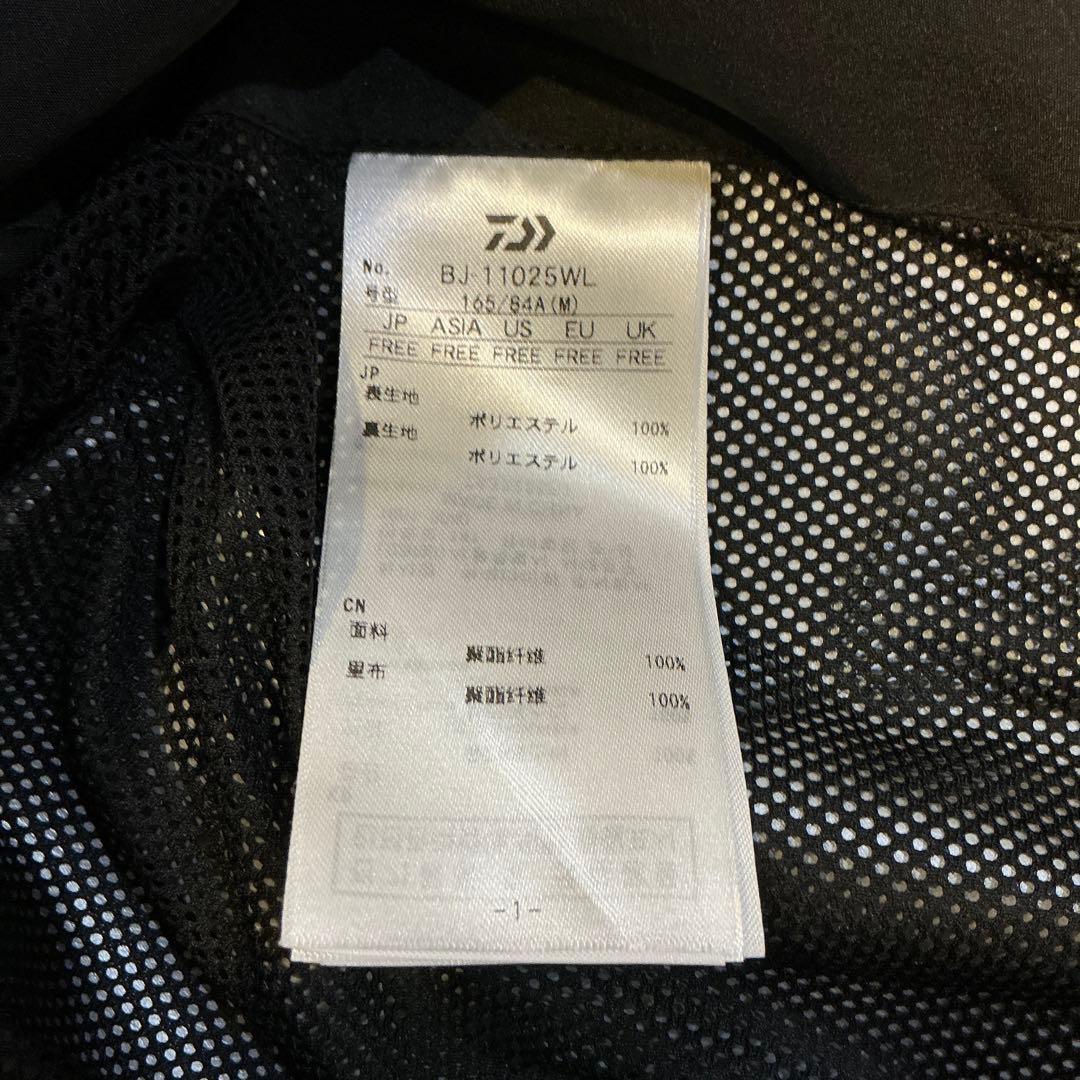 No. BJ-11025WL
号型 165/84A(M)
JP ASIA US EU UK
FREE FREE FREE FREE FREE
JP
表生地 ポリエステル 100%
裏生地 ポリエステル 100%
CN
面料 聚酯纤维 100%
里布 聚酯纤维 100%
-1-